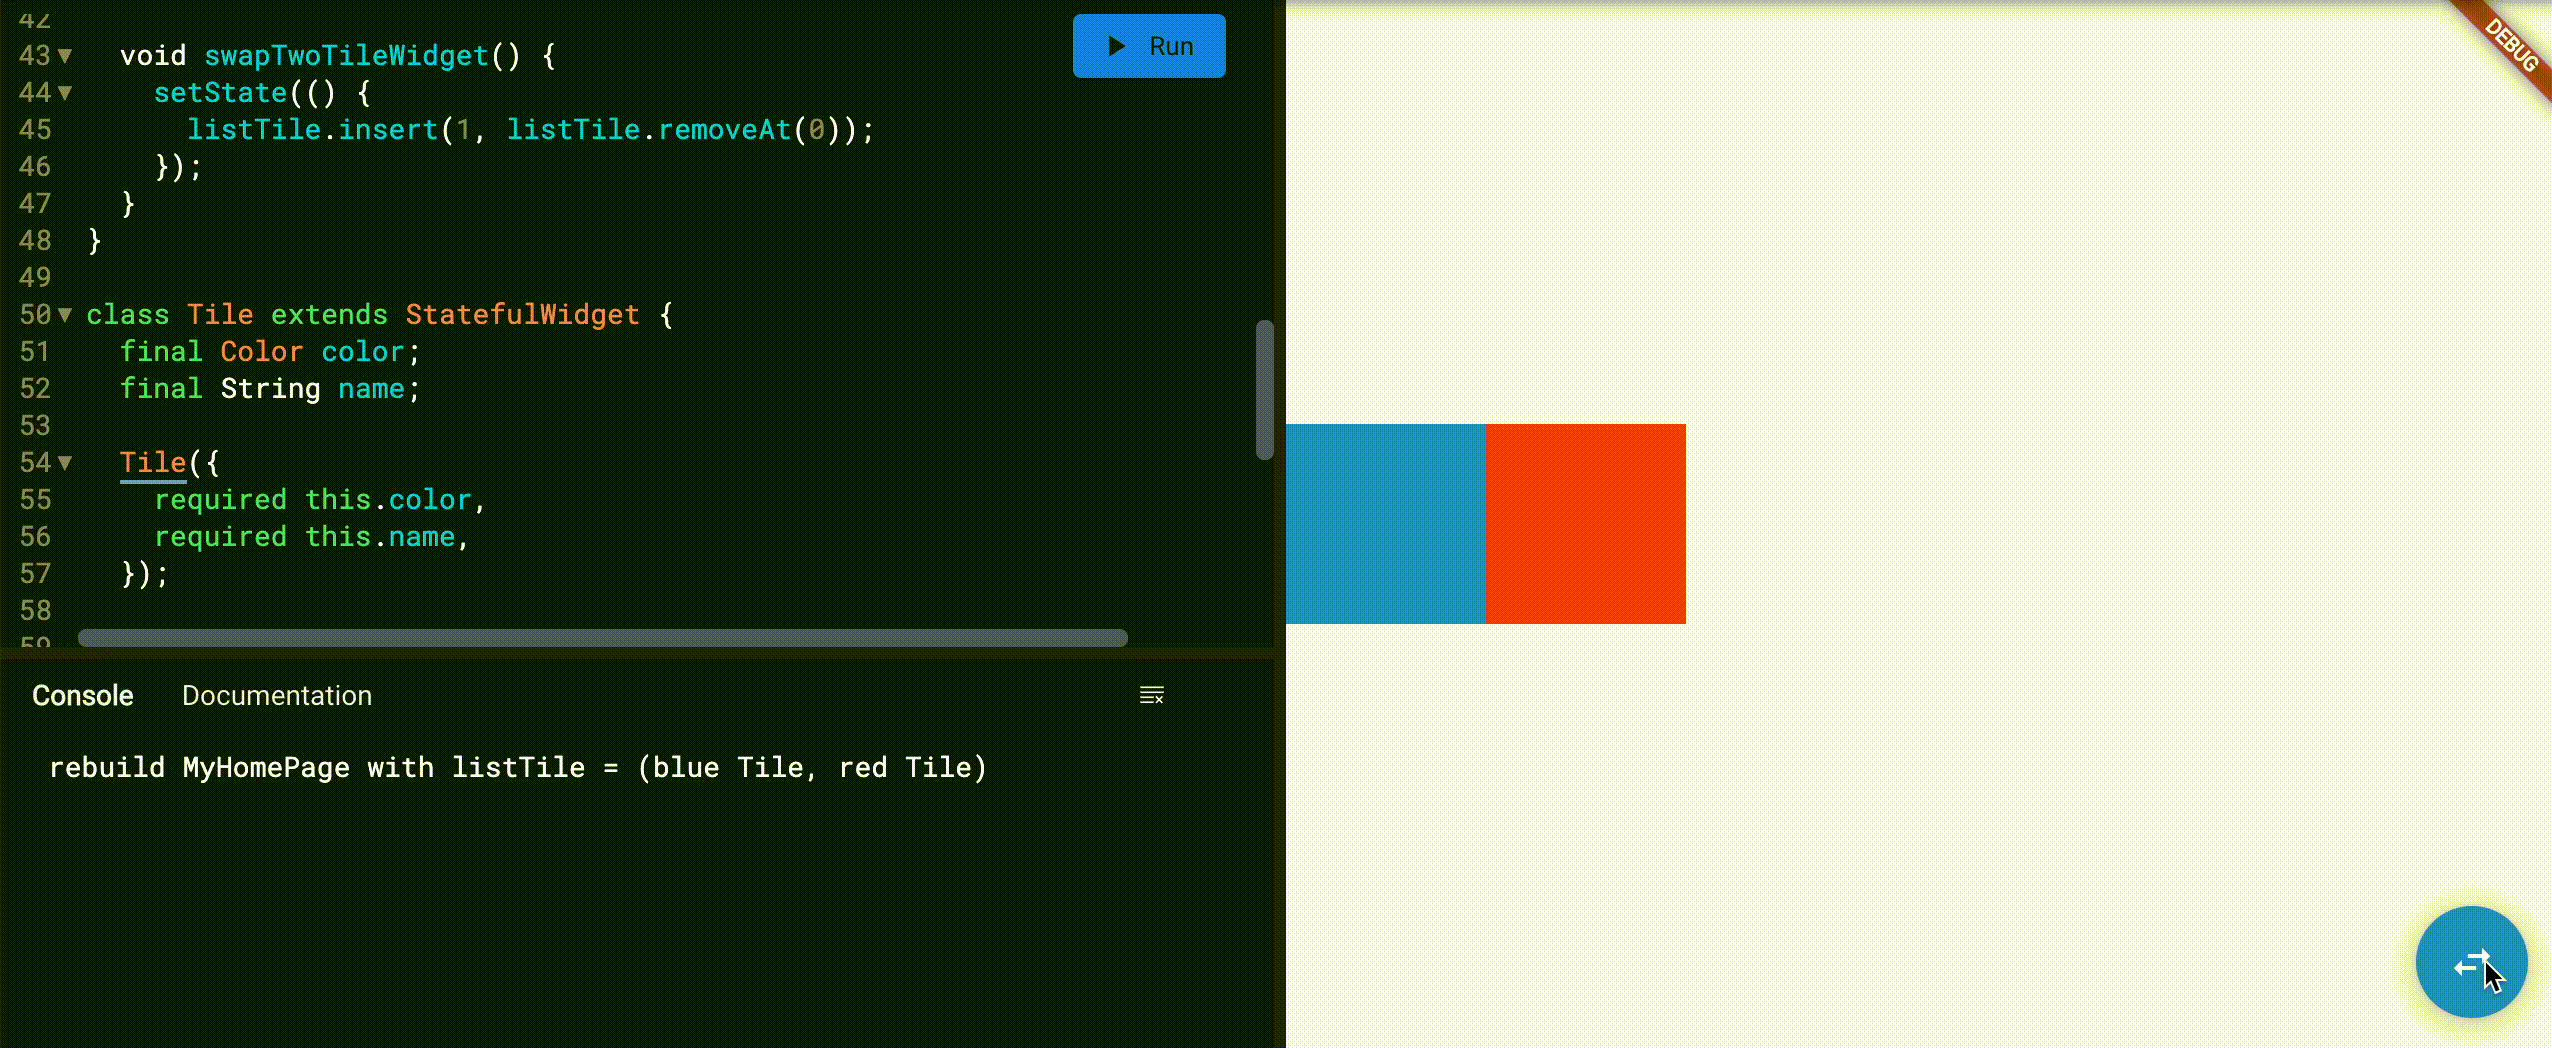 42
43 void swapTwoTileWidget() {
44 setState(() {
45 listTile.insert(1, listTile.removeAt(0));
46 });
47 }
48 }
49
50 class Tile extends StatefulWidget {
51 final Color color;
52 final String name;
53
54 Tile({
55 required this.color,
56 required this.name,
57 });
58
59
Run
Console Documentation
rebuild MyHomePage with listTile = (blue Tile, red Tile)
DEBUG